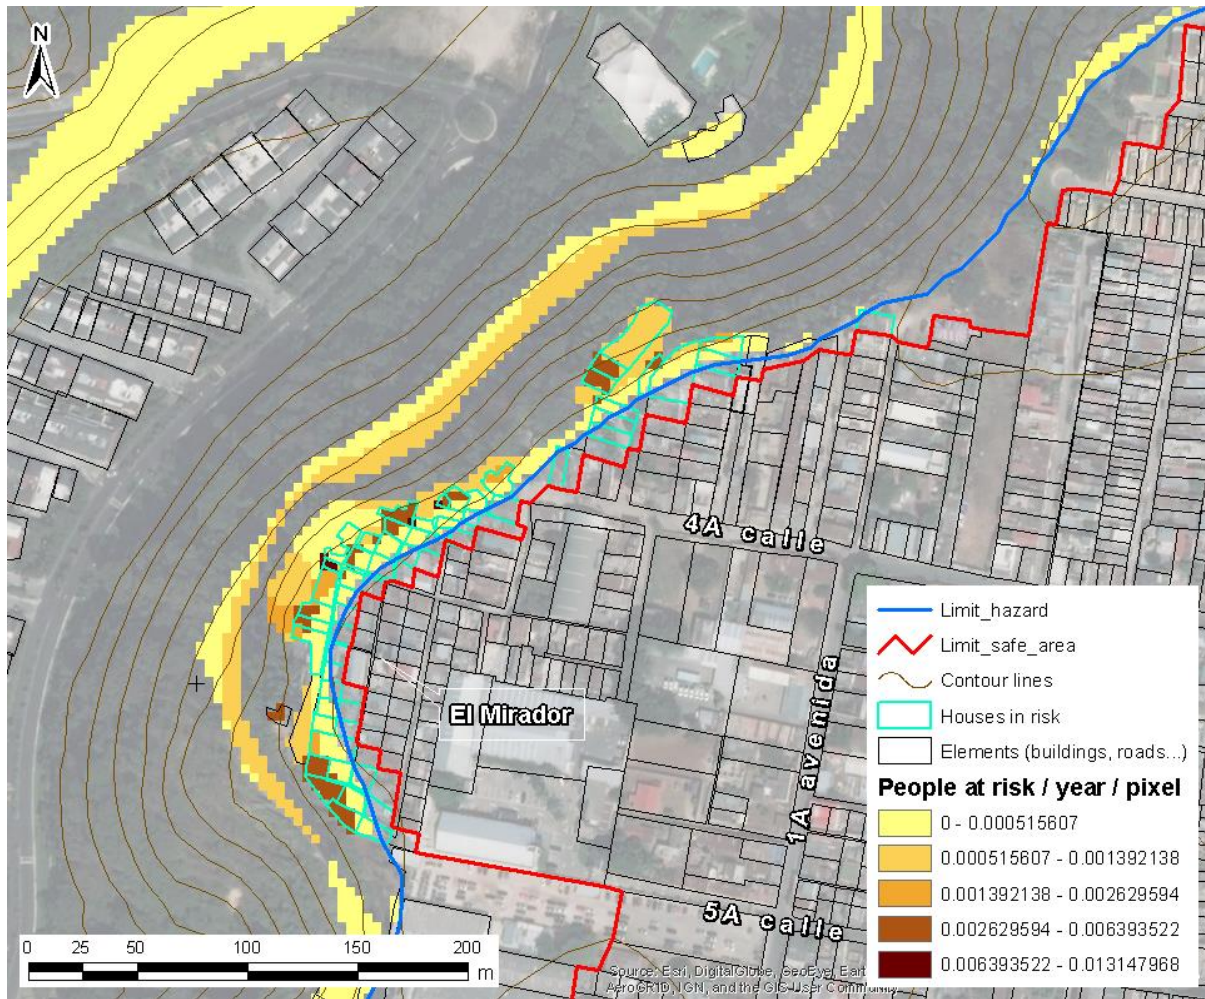 N
4A calle
El Mirador
1A avenida
5A calle
Limit_hazard
Limit_safe_area
Contour lines
Houses in risk
Elements (buildings, roads...)
People at risk / year / pixel
0 - 0.000515607
0.000515607 - 0.001392138
0.001392138 - 0.002629594
0.002629594 - 0.006393522
0.006393522 - 0.013147968
0 25 50 100 150 200
m
Source: Esri, DigitalGlobe, GeoEye, Eart
AeroGRID, IGN, and the GIS User Community